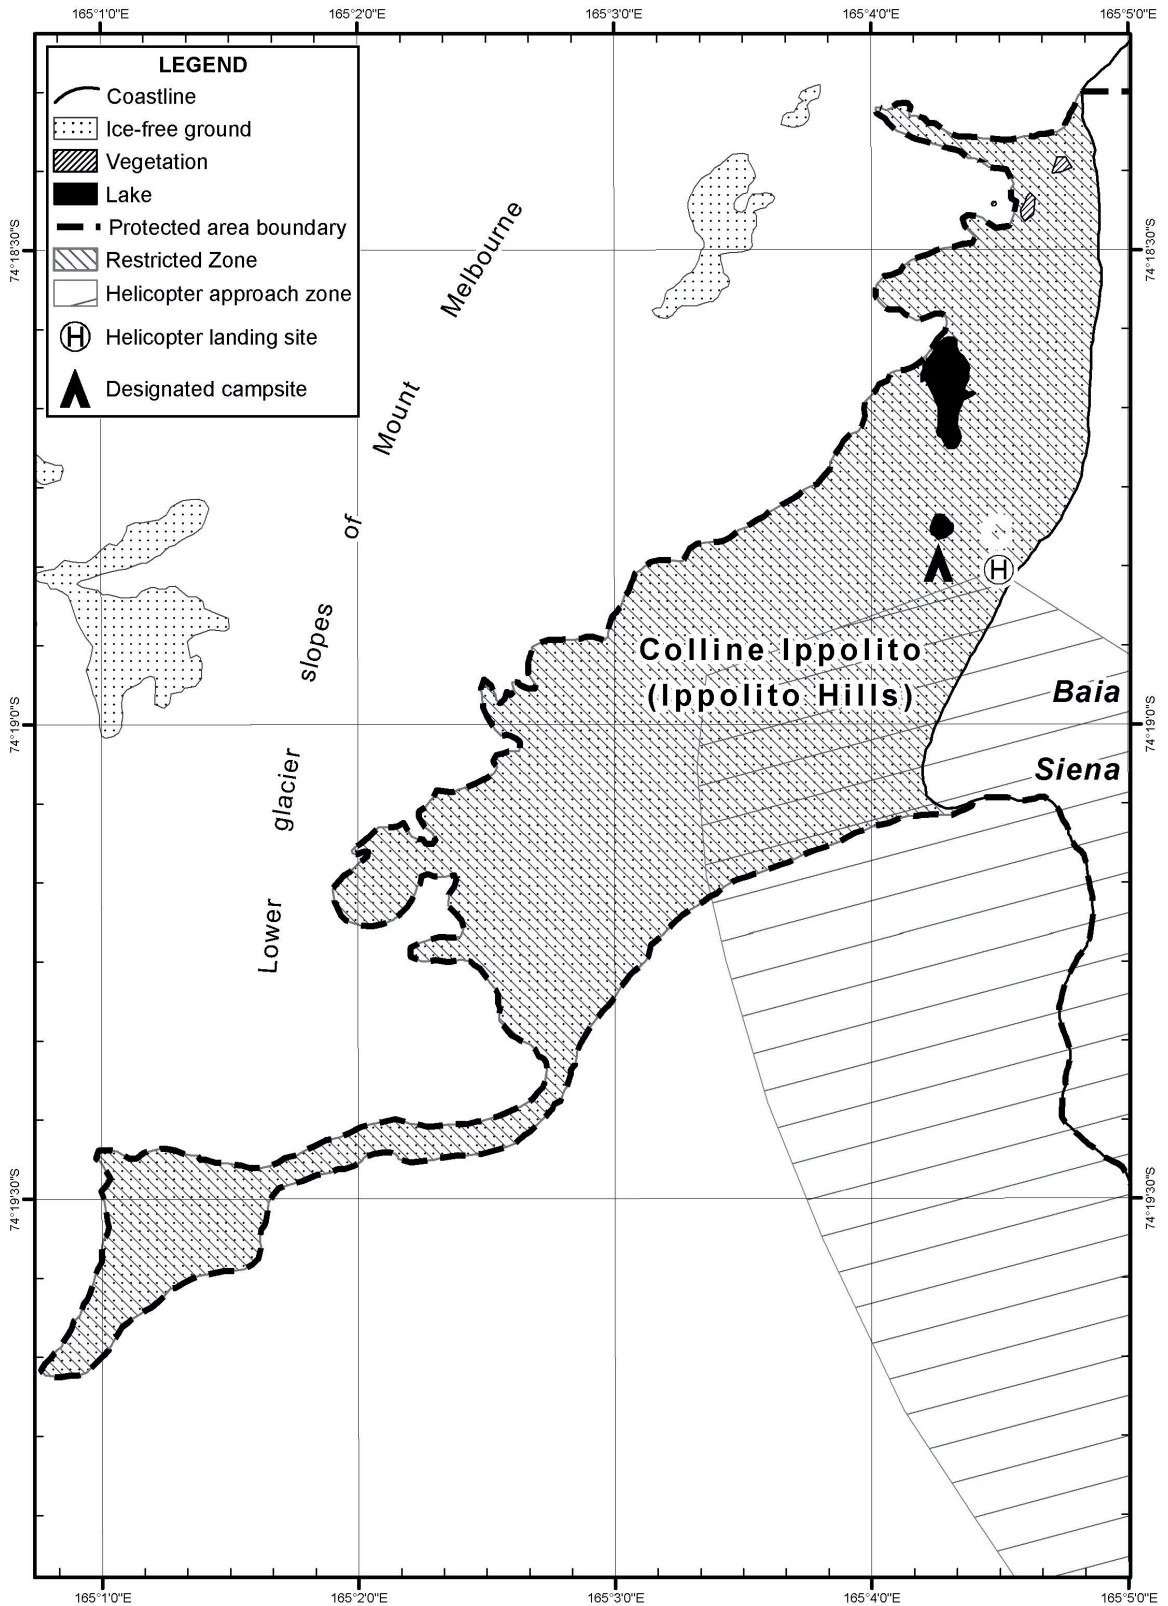 165°1'0"E 165°2'0"E 165°3'0"E 165°4'0"E 165°5'0"E
LEGEND
Coastline
Ice-free ground
Vegetation
Lake
Protected area boundary
Restricted Zone
Helicopter approach zone
H Helicopter landing site
Designated campsite
74°18'30"S 74°18'30"S
Lower glacier slopes of Mount Melbourne
H
Colline Ippolito
(Ippolito Hills)
Baia
Siena
74°19'0"S 74°19'0"S
74°19'30"S 74°19'30"S
165°1'0"E 165°2'0"E 165°3'0"E 165°4'0"E 165°5'0"E